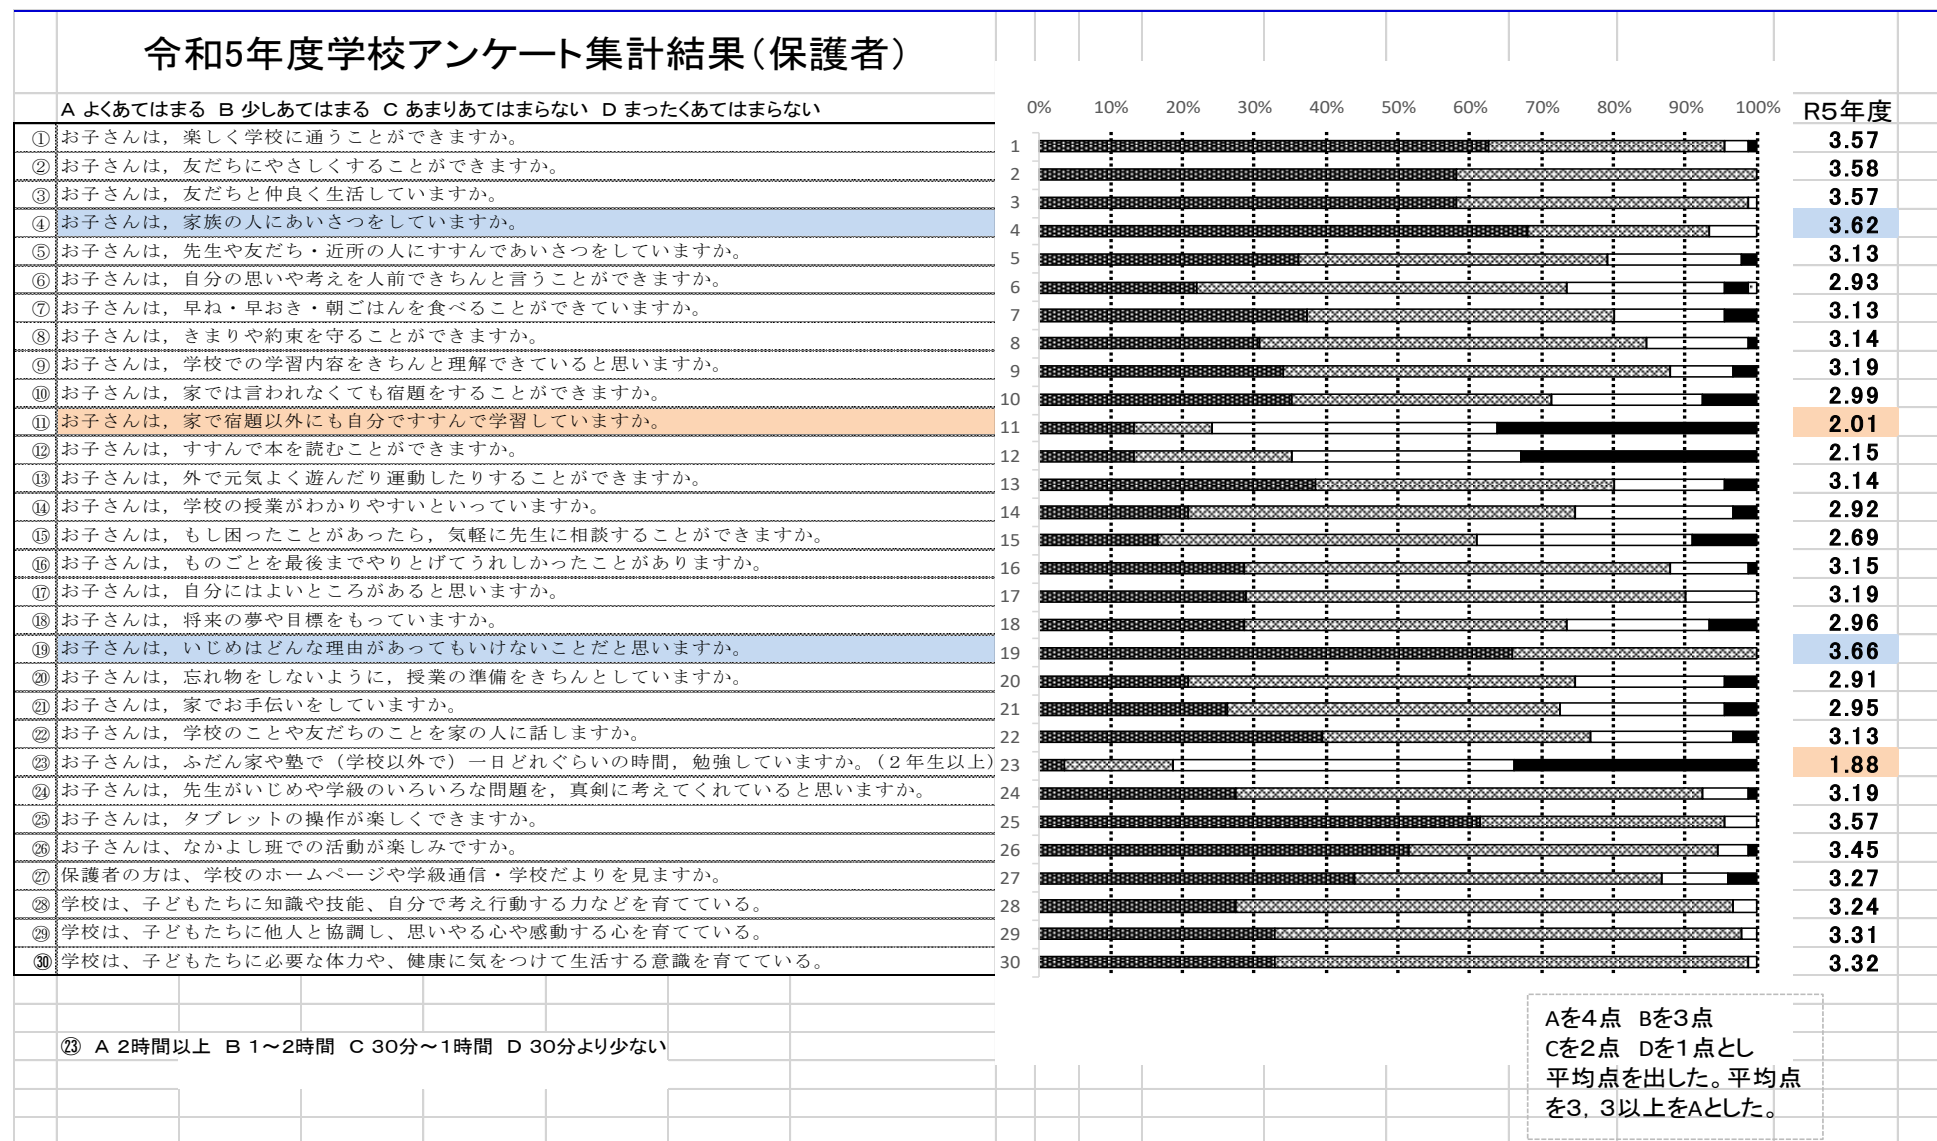 令和5年度学校アンケート集計結果（保護者）
A よくあてはまる B 少しあてはまる C あまりあてはまらない D まったくあてはまらない
0% 10% 20% 30% 40% 50% 60% 70% 80% 90% 100% R5年度
① お子さんは，楽しく学校に通うことができますか。 1 3.57
② お子さんは，友だちにやさしくすることができますか。 2 3.58
③ お子さんは，友だちと仲良く生活していますか。 3 3.57
④ お子さんは，家族の人にあいさつをしていますか。 4 3.62
⑤ お子さんは，先生や友だち・近所の人にすすんであいさつをしていますか。 5 3.13
⑥ お子さんは，自分の思いや考えを人前できちんと言うことができますか。 6 2.93
⑦ お子さんは，早ね・早おき・朝ごはんを食べることができていますか。 7 3.13
⑧ お子さんは，きまりや約束を守ることができますか。 8 3.14
⑨ お子さんは，学校での学習内容をきちんと理解できていると思いますか。 9 3.19
⑩ お子さんは，家では言われなくても宿題をすることができますか。 10 2.99
⑪ お子さんは，家で宿題以外にも自分ですすんで学習していますか。 11 2.01
⑫ お子さんは，すすんで本を読むことができますか。 12 2.15
⑬ お子さんは，外で元気よく遊んだり運動したりすることができますか。 13 3.14
⑭ お子さんは，学校の授業がわかりやすいといっていますか。 14 2.92
⑮ お子さんは，もし困ったことがあったら，気軽に先生に相談することができますか。 15 2.69
⑯ お子さんは，ものごとを最後までやりとげてうれしかったことがありますか。 16 3.15
⑰ お子さんは，自分にはよいところがあると思いますか。 17 3.19
⑱ お子さんは，将来の夢や目標をもっていますか。 18 2.96
⑲ お子さんは，いじめはどんな理由があってもいけないことだと思いますか。 19 3.66
⑳ お子さんは，忘れ物をしないように，授業の準備をきちんとしていますか。 20 2.91
㉑ お子さんは，家でお手伝いをしていますか。 21 2.95
㉒ お子さんは，学校のことや友だちのことを家の人に話しますか。 22 3.13
㉓ お子さんは，ふだん家や塾で（学校以外で）一日どれぐらいの時間，勉強していますか。（２年生以上） 23 1.88
㉔ お子さんは，先生がいじめや学級のいろいろな問題を，真剣に考えてくれていると思いますか。 24 3.19
㉕ お子さんは，タブレットの操作が楽しくできますか。 25 3.57
㉖ お子さんは、なかよし班での活動が楽しみですか。 26 3.45
㉗ 保護者の方は、学校のホームページや学級通信・学校だよりを見ますか。 27 3.27
㉘ 学校は、子どもたちに知識や技能、自分で考え行動する力などを育てている。 28 3.24
㉙ 学校は、子どもたちに他人と協調し、思いやる心や感動する心を育てている。 29 3.31
㉚ 学校は、子どもたちに必要な体力や、健康に気をつけて生活する意識を育てている。 30 3.32
㉓ A 2時間以上 B 1～2時間 C 30分～1時間 D 30分より少ない
Aを４点 Bを３点
Cを２点 Dを１点とし
平均点を出した。平均点
を３，３以上をAとした。